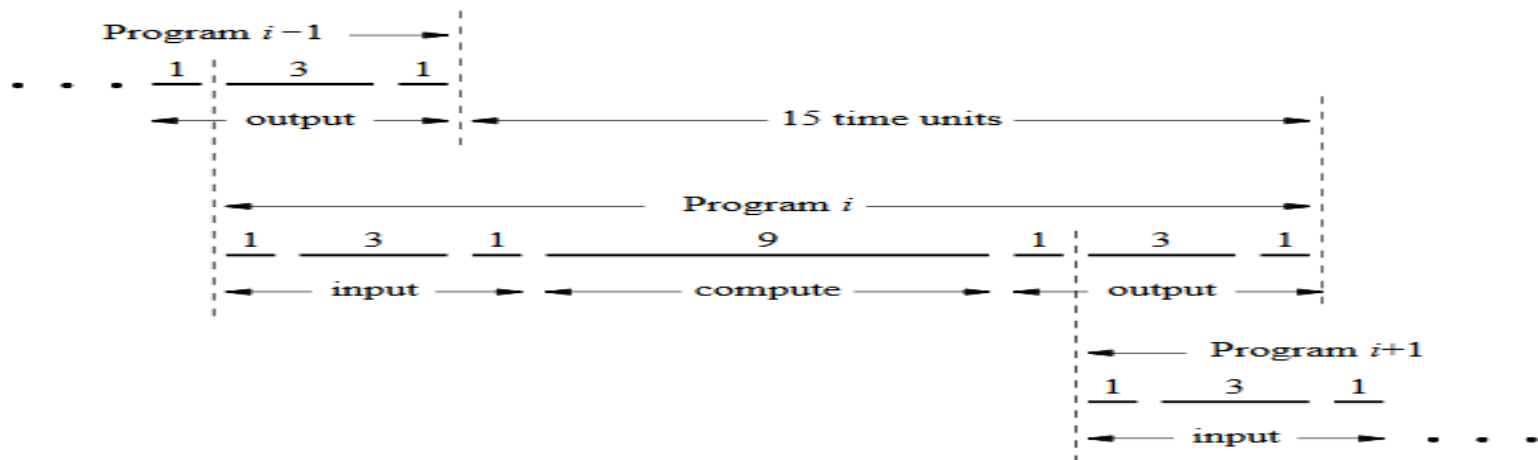 Program i−1
1 3 1
output
15 time units
Program i
1 3 1 9 1 3 1
input compute output
Program i+1
1 3 1
input